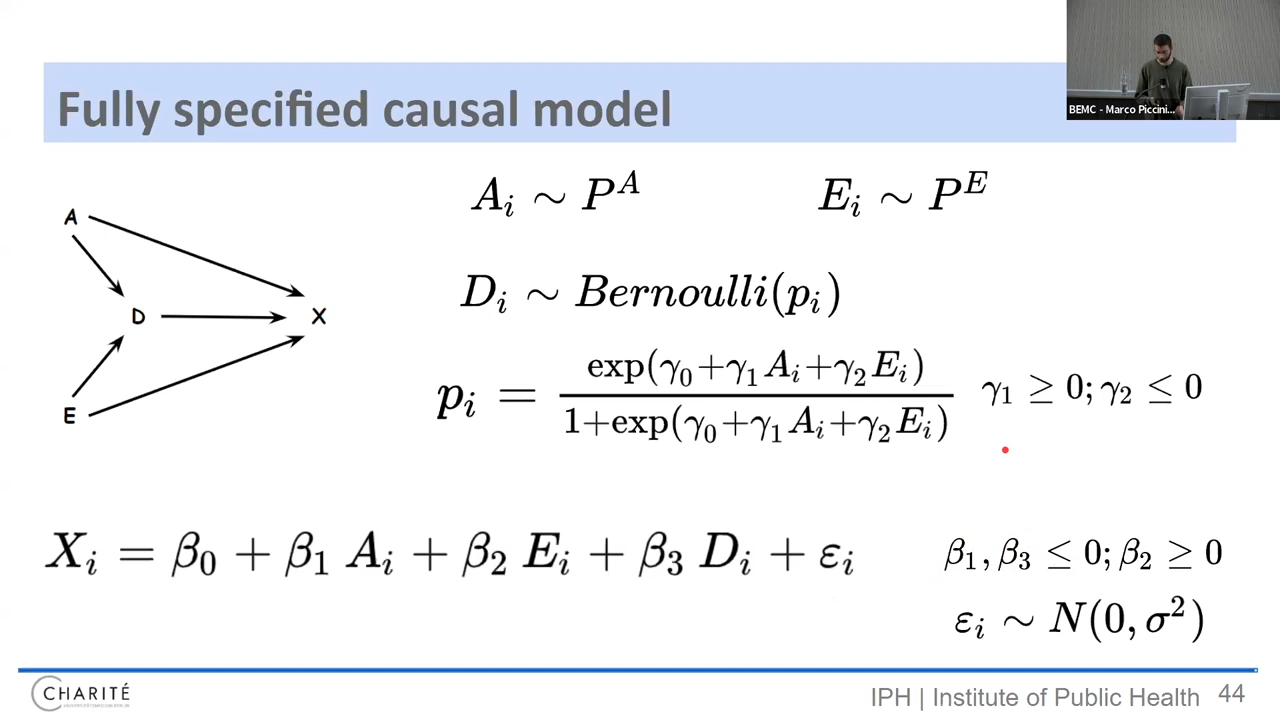 BEMC - Marco Piccini...
Fully specified causal model
A
D
X
E
A_i ∼ P^A
E_i ∼ P^E
D_i ∼ Bernoulli(p_i)
p_i = exp(γ_0+γ_1 A_i+γ_2 E_i) / 1+exp(γ_0+γ_1 A_i+γ_2 E_i)
γ_1 ≥ 0; γ_2 ≤ 0
X_i = β_0 + β_1 A_i + β_2 E_i + β_3 D_i + ε_i
β_1, β_3 ≤ 0; β_2 ≥ 0
ε_i ∼ N(0, σ^2)
CHARITÉ
UNIVERSITÄTSMEDIZIN BERLIN
IPH | Institute of Public Health 44